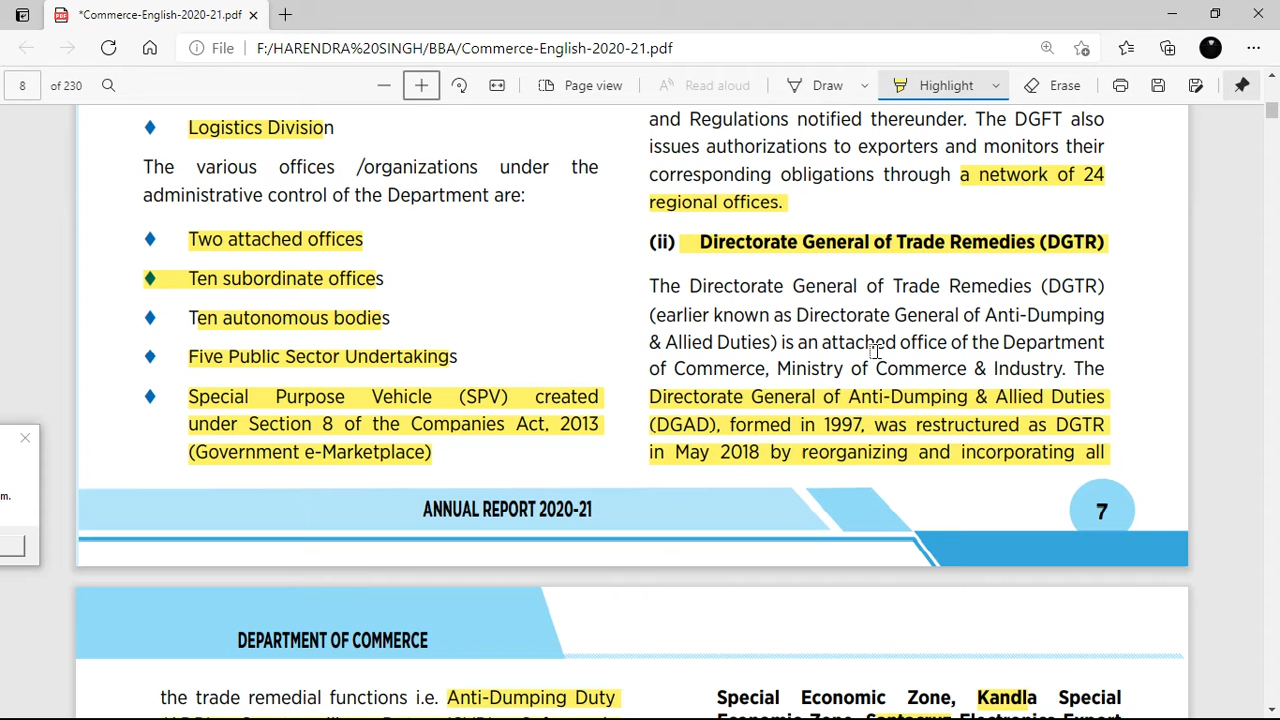 *Commerce-English-2020-21.pdf
File F:/HARENDRA%20SINGH/BBA/Commerce-English-2020-21.pdf
8 of 230 Page view Read aloud Draw Highlight Erase
Logistics Division
The various offices /organizations under the
administrative control of the Department are:
Two attached offices
Ten subordinate offices
Ten autonomous bodies
Five Public Sector Undertakings
Special Purpose Vehicle (SPV) created
under Section 8 of the Companies Act, 2013
(Government e-Marketplace)
and Regulations notified thereunder. The DGFT also
issues authorizations to exporters and monitors their
corresponding obligations through a network of 24
regional offices.
(ii) Directorate General of Trade Remedies (DGTR)
The Directorate General of Trade Remedies (DGTR)
(earlier known as Directorate General of Anti-Dumping
& Allied Duties) is an attached office of the Department
of Commerce, Ministry of Commerce & Industry. The
Directorate General of Anti-Dumping & Allied Duties
(DGAD), formed in 1997, was restructured as DGTR
in May 2018 by reorganizing and incorporating all
m.
ANNUAL REPORT 2020-21
7
DEPARTMENT OF COMMERCE
the trade remedial functions i.e. Anti-Dumping Duty
Special Economic Zone, Kandla Special
Economic Zone, Santacruz Electronics Export